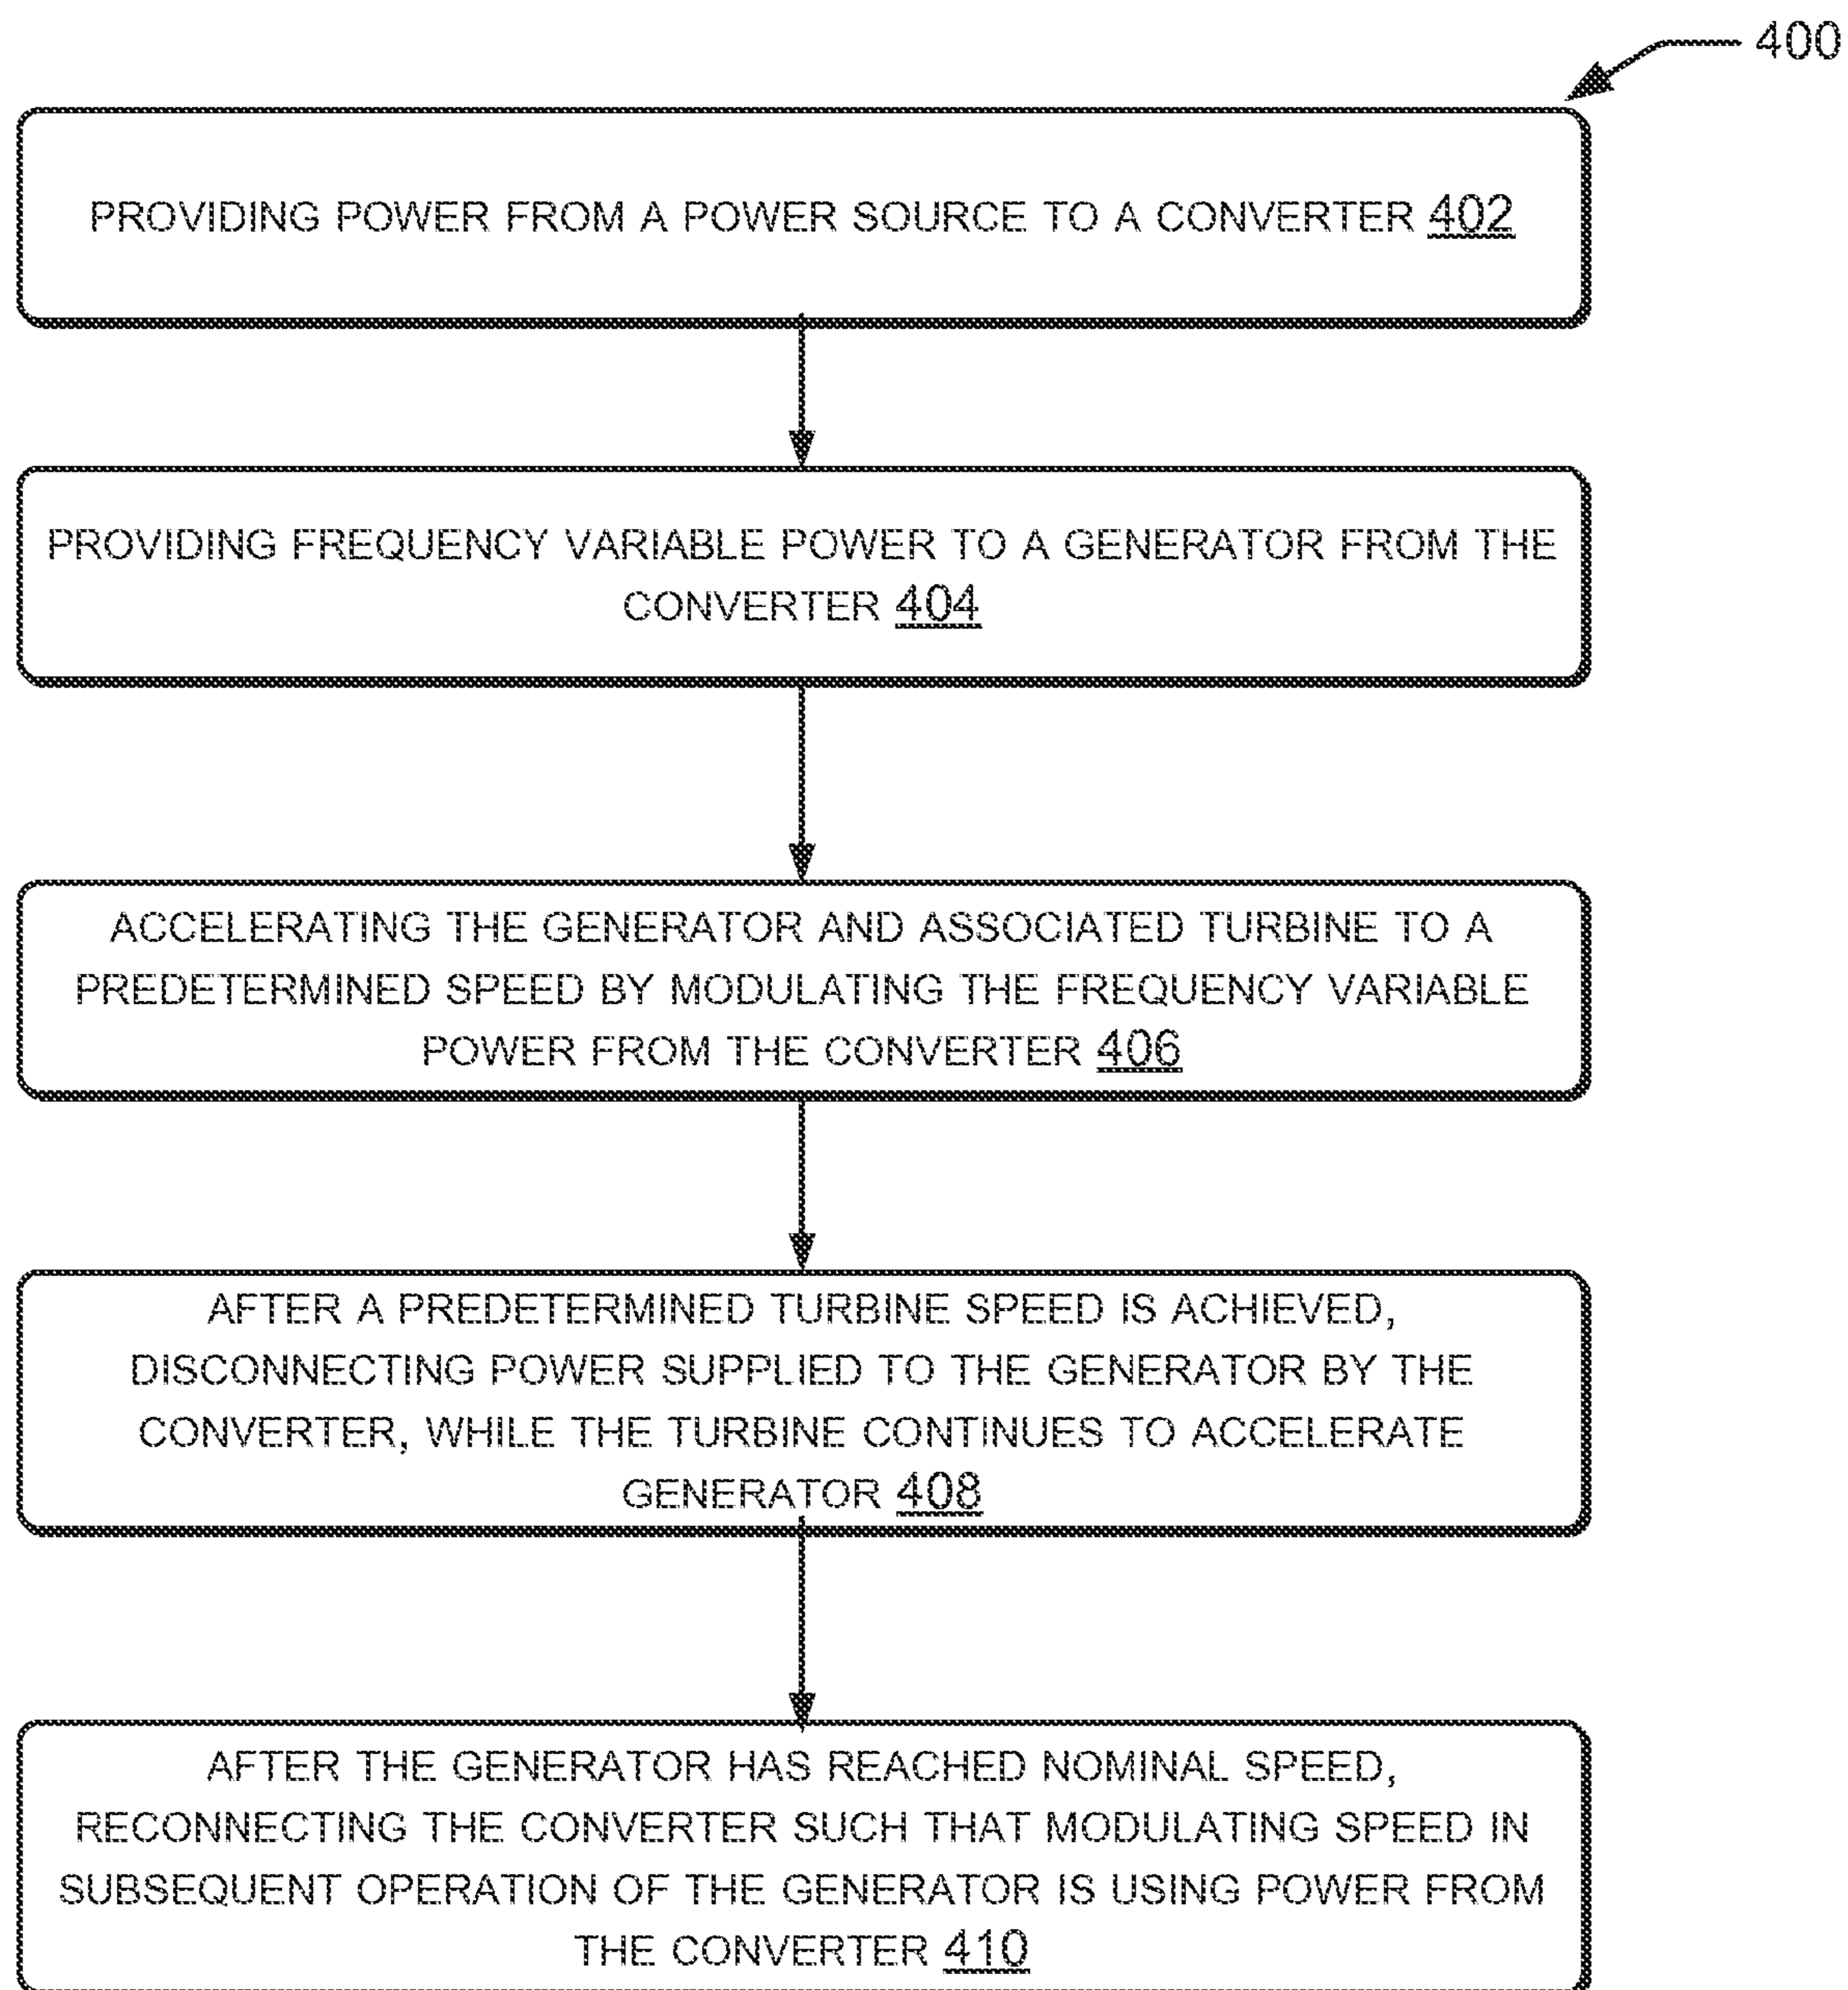 400
PROVIDING POWER FROM A POWER SOURCE TO A CONVERTER 402
PROVIDING FREQUENCY VARIABLE POWER TO A GENERATOR FROM THE
CONVERTER 404
ACCELERATING THE GENERATOR AND ASSOCIATED TURBINE TO A
PREDETERMINED SPEED BY MODULATING THE FREQUENCY VARIABLE
POWER FROM THE CONVERTER 406
AFTER A PREDETERMINED TURBINE SPEED IS ACHIEVED,
DISCONNECTING POWER SUPPLIED TO THE GENERATOR BY THE
CONVERTER, WHILE THE TURBINE CONTINUES TO ACCELERATE
GENERATOR 408
AFTER THE GENERATOR HAS REACHED NOMINAL SPEED,
RECONNECTING THE CONVERTER SUCH THAT MODULATING SPEED IN
SUBSEQUENT OPERATION OF THE GENERATOR IS USING POWER FROM
THE CONVERTER 410